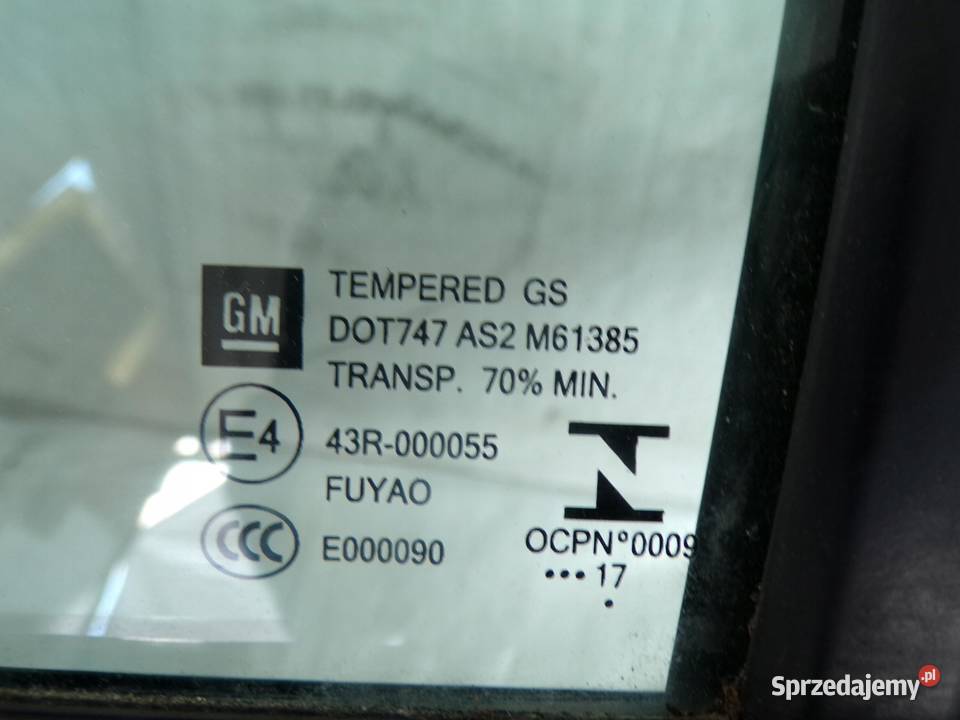 GM
TEMPERED GS
DOT747 AS2 M61385
TRANSP. 70% MIN.
E4
43R-000055
FUYAO
CCC
E000090
OCPN°0009
••• 17
•
Sprzedajemy.pl